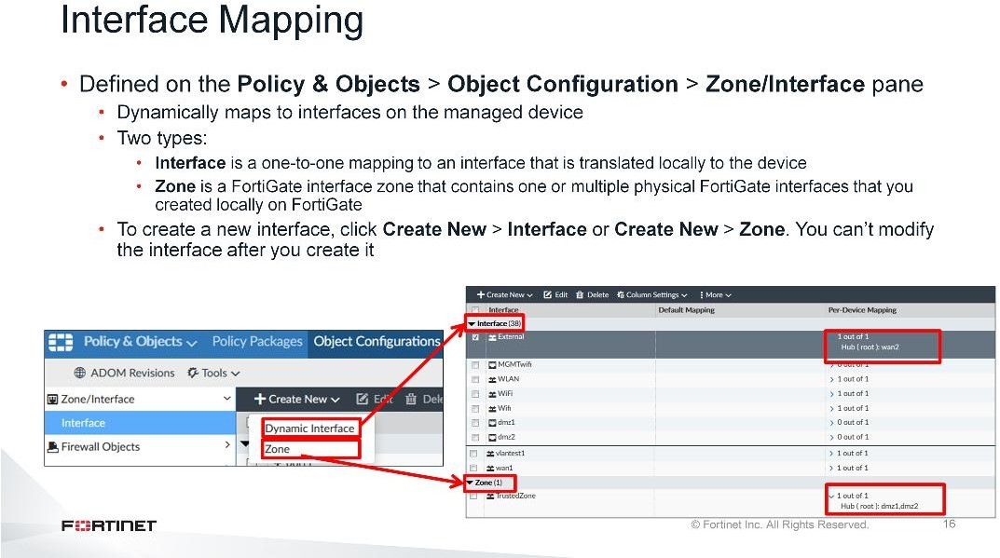 Interface Mapping
• Defined on the Policy & Objects > Object Configuration > Zone/Interface pane
• Dynamically maps to interfaces on the managed device
• Two types:
• Interface is a one-to-one mapping to an interface that is translated locally to the device
• Zone is a FortiGate interface zone that contains one or multiple physical FortiGate interfaces that you
created locally on FortiGate
• To create a new interface, click Create New > Interface or Create New > Zone. You can’t modify
the interface after you create it
Policy & Objects Policy Packages Object Configurations
ADOM Revisions Tools
Zone/Interface Create New Edit Dele
Interface Dynamic Interface
Zone
Firewall Objects
Create New Edit Delete Column Settings More
Interface Default Mapping Per-Device Mapping
Interface (38)
External 1 out of 1
Hub ( root ): wan2
MGMTwifi 0 out of 1
WLAN 1 out of 1
WiFi 1 out of 1
Wifi 1 out of 1
dmz1 0 out of 1
dmz2 0 out of 1
vlantest1 1 out of 1
wan1 1 out of 1
Zone (1)
TrustedZone 1 out of 1
Hub ( root ): dmz1,dmz2
FORTINET
© Fortinet Inc. All Rights Reserved. 16